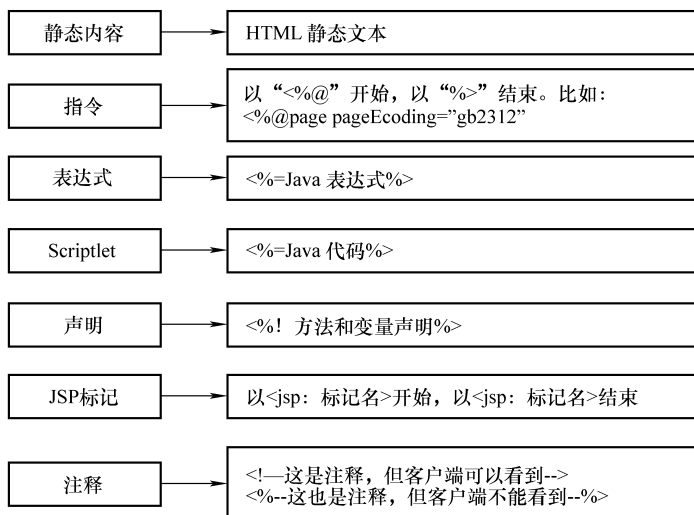 静态内容
HTML 静态文本
指令
以“<%@”开始，以“%>”结束。比如：
<%@page pageEcoding=”gb2312”
表达式
<%=Java 表达式%>
Scriptlet
<%=Java 代码%>
声明
<%！方法和变量声明%>
JSP标记
以<jsp：标记名>开始，以<jsp：标记名>结束
注释
<!—这是注释，但客户端可以看到-->
<%--这也是注释，但客户端不能看到--%>